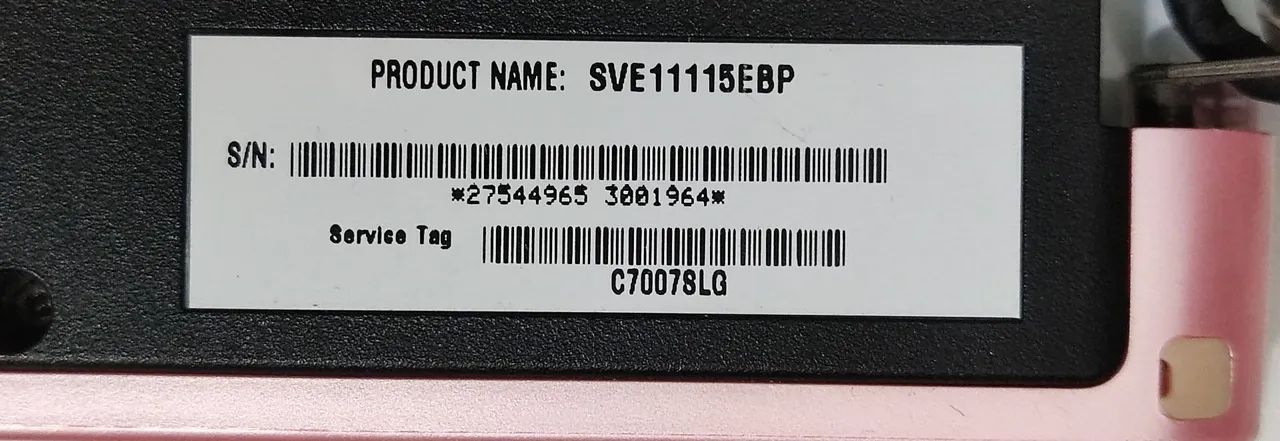 PRODUCT NAME: SVE11115EBP
S/N:
*27544965 3001964*
Service Tag
C70078LG